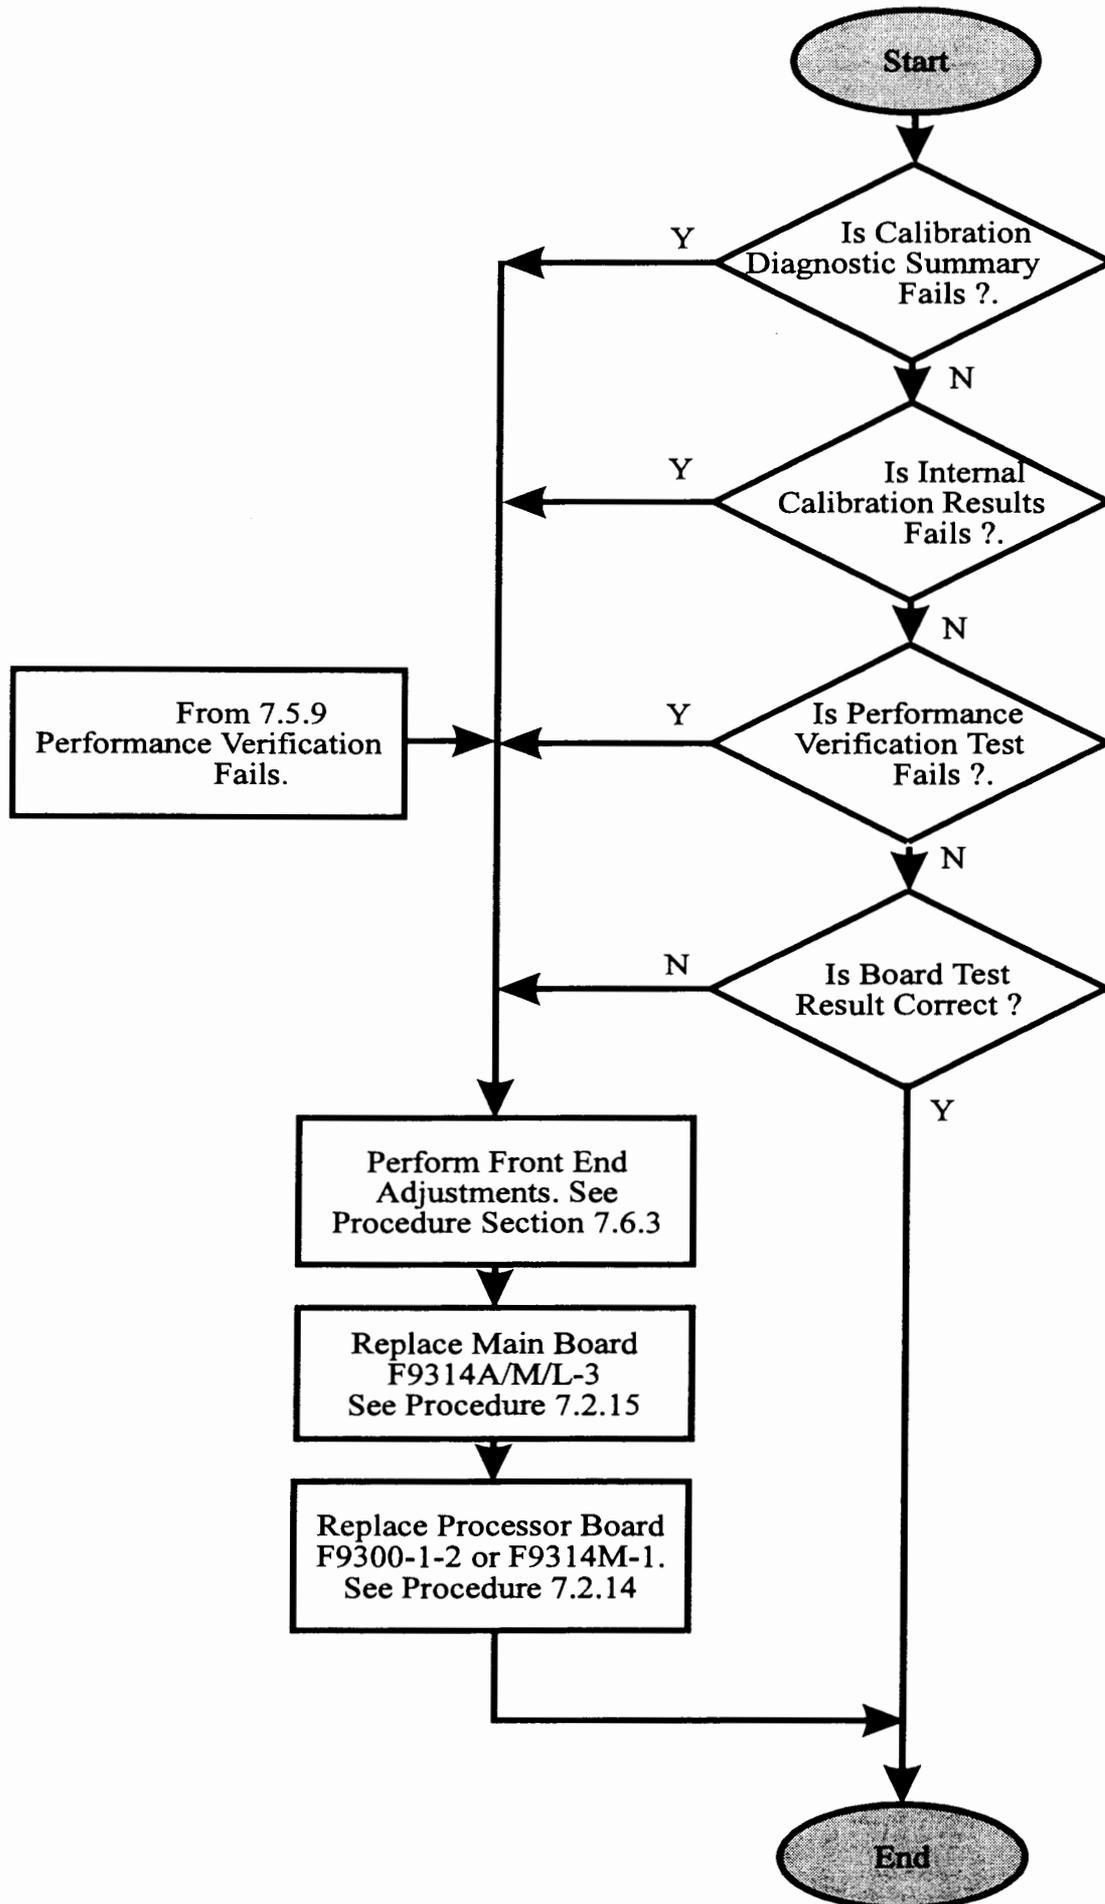 Start
Is Calibration
Diagnostic Summary
Fails ?.
Y
N
Is Internal
Calibration Results
Fails ?.
Y
N
From 7.5.9
Performance Verification
Fails.
Is Performance
Verification Test
Fails ?.
Y
N
Is Board Test
Result Correct ?
N
Y
Perform Front End
Adjustments. See
Procedure Section 7.6.3
Replace Main Board
F9314A/M/L-3
See Procedure 7.2.15
Replace Processor Board
F9300-1-2 or F9314M-1.
See Procedure 7.2.14
End